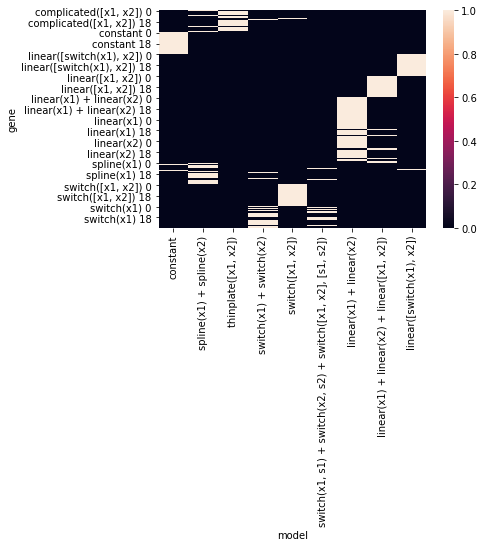 gene
complicated([x1, x2]) 0
complicated([x1, x2]) 18
constant 0
constant 18
linear([switch(x1), x2]) 0
linear([switch(x1), x2]) 18
linear([x1, x2]) 0
linear([x1, x2]) 18
linear(x1) + linear(x2) 0
linear(x1) + linear(x2) 18
linear(x1) 0
linear(x1) 18
linear(x2) 0
linear(x2) 18
spline(x1) 0
spline(x1) 18
switch([x1, x2]) 0
switch([x1, x2]) 18
switch(x1) 0
switch(x1) 18
1.0
0.8
0.6
0.4
0.2
0.0
constant
spline(x1) + spline(x2)
thinplate([x1, x2])
switch(x1) + switch(x2)
switch([x1, x2])
switch(x1, s1) + switch(x2, s2) + switch([x1, x2], [s1, s2])
linear(x1) + linear(x2)
linear(x1) + linear(x2) + linear([x1, x2])
linear([switch(x1), x2])
model